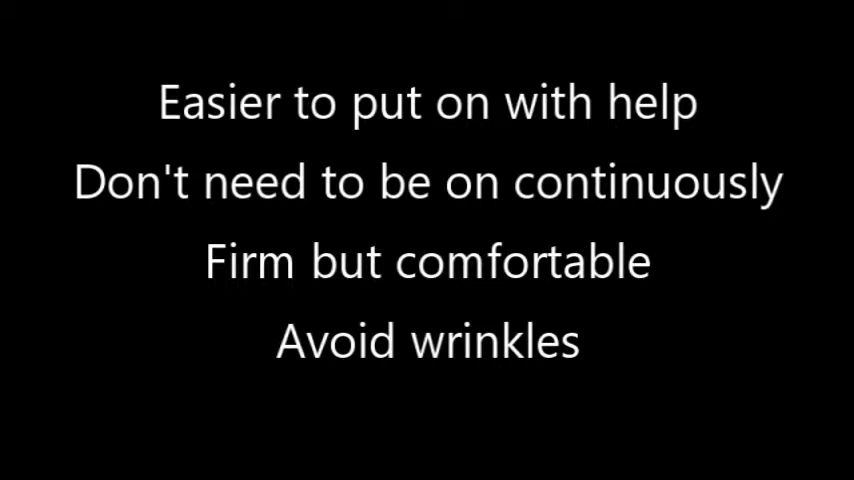 Easier to put on with help
Don't need to be on continuously
Firm but comfortable
Avoid wrinkles